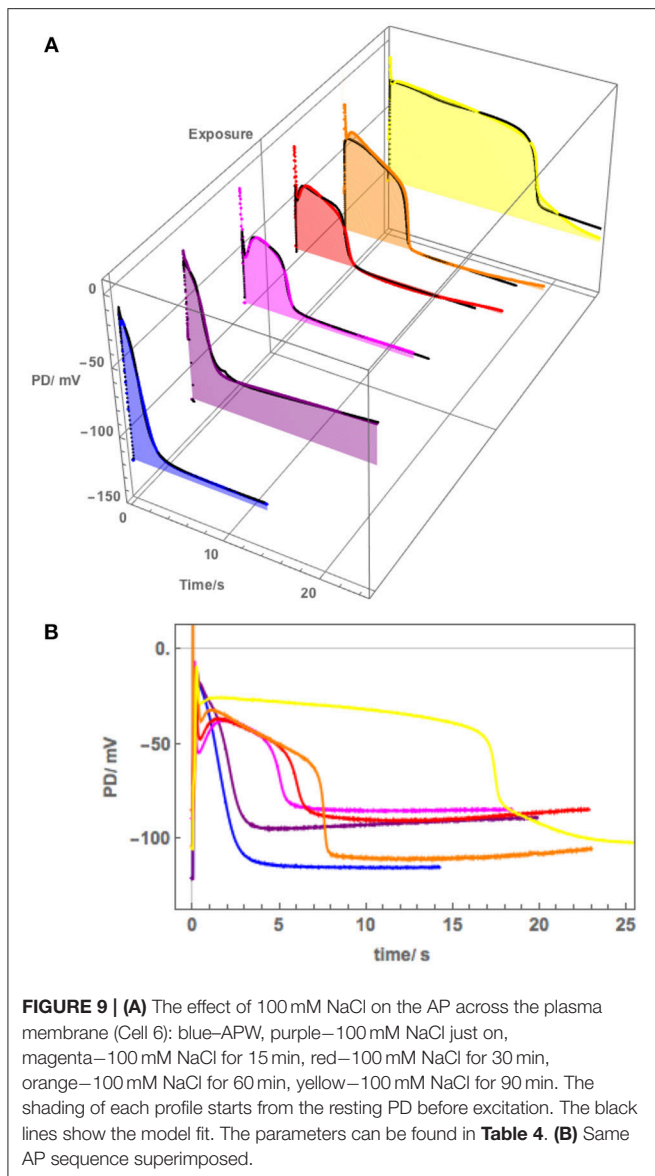 A
Exposure
0
−50
PD/ mV
−100
−150
0
10
Time/s
20
B
0.
−50
−100
PD/ mV
0
5
10
15
20
25
time/ s
FIGURE 9 | (A) The effect of 100 mM NaCl on the AP across the plasma
membrane (Cell 6): blue–APW, purple—100 mM NaCl just on,
magenta—100 mM NaCl for 15 min, red—100 mM NaCl for 30 min,
orange—100 mM NaCl for 60 min, yellow—100 mM NaCl for 90 min. The
shading of each profile starts from the resting PD before excitation. The black
lines show the model fit. The parameters can be found in Table 4. (B) Same
AP sequence superimposed.